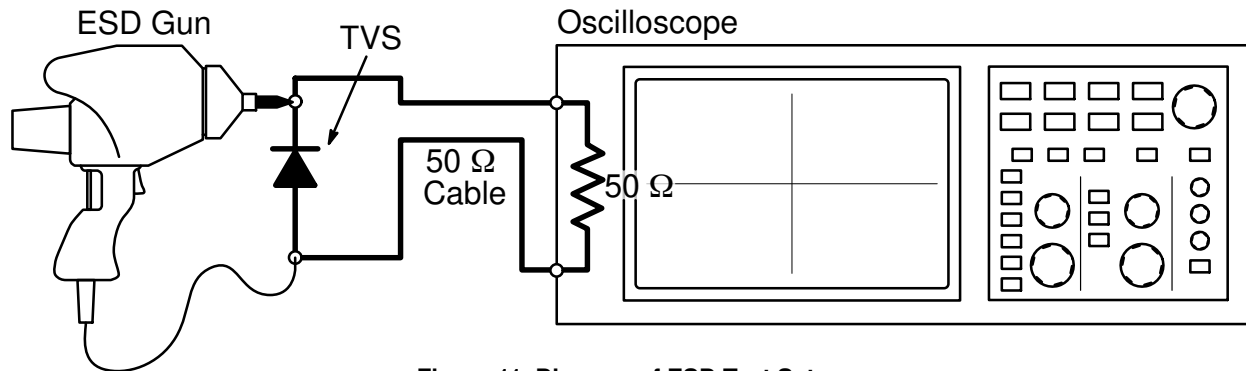 ESD Gun
TVS
Oscilloscope
50 Ω
Cable
50 Ω